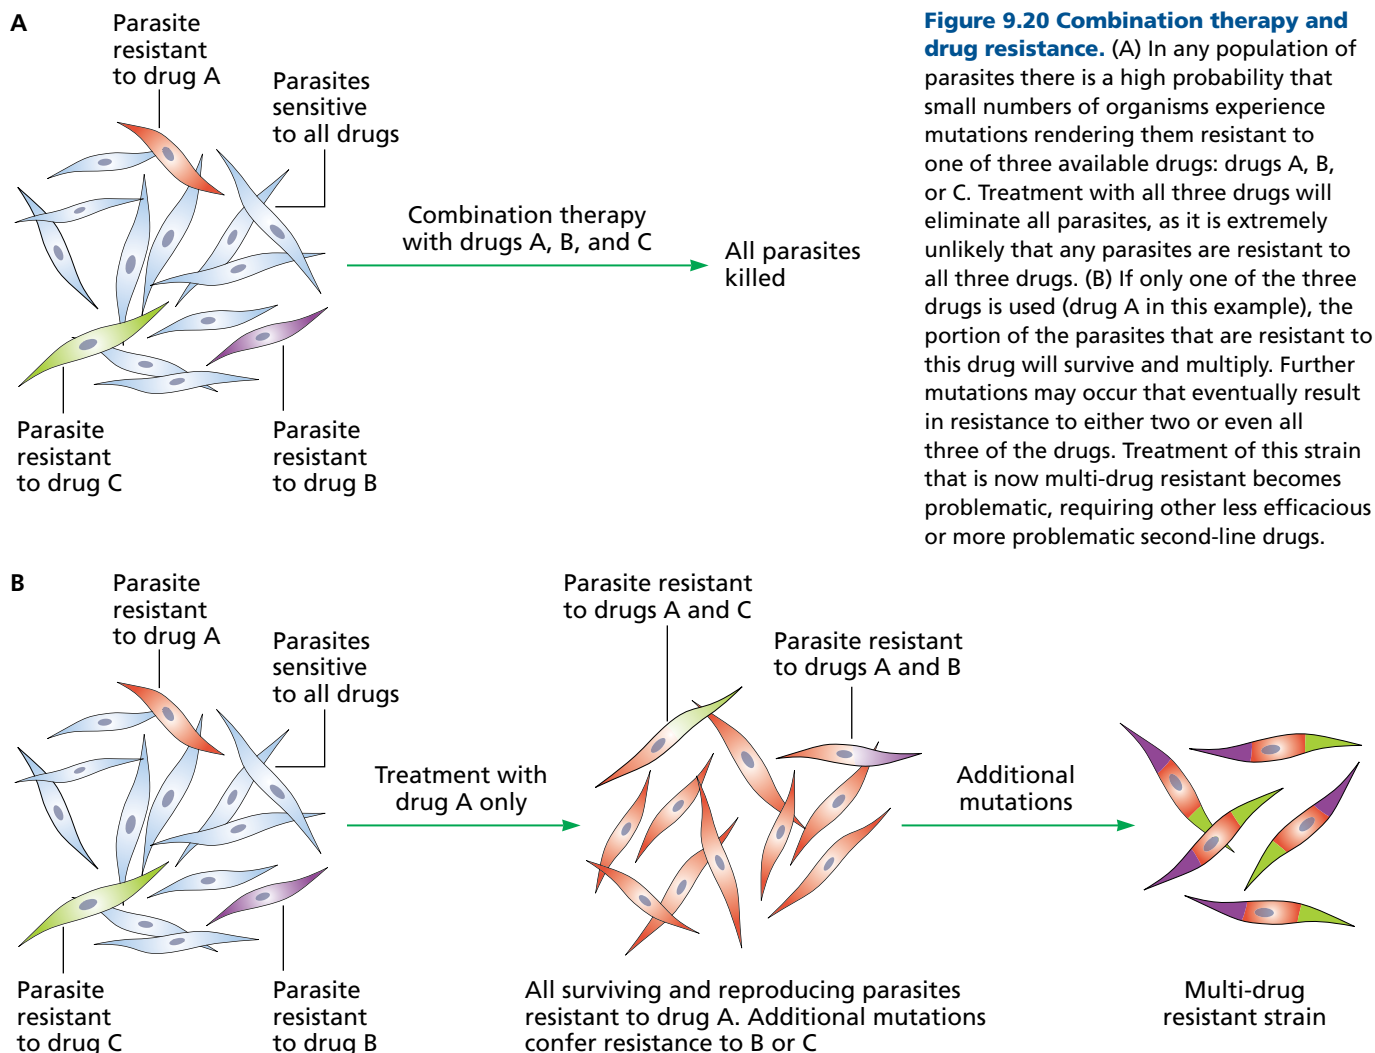 A
Parasite
resistant
to drug A
Parasites
sensitive
to all drugs
Combination therapy
with drugs A, B, and C
All parasites
killed
Parasite
resistant
to drug C
Parasite
resistant
to drug B
Figure 9.20 Combination therapy and
drug resistance. (A) In any population of
parasites there is a high probability that
small numbers of organisms experience
mutations rendering them resistant to
one of three available drugs: drugs A, B,
or C. Treatment with all three drugs will
eliminate all parasites, as it is extremely
unlikely that any parasites are resistant to
all three drugs. (B) If only one of the three
drugs is used (drug A in this example), the
portion of the parasites that are resistant to
this drug will survive and multiply. Further
mutations may occur that eventually result
in resistance to either two or even all
three of the drugs. Treatment of this strain
that is now multi-drug resistant becomes
problematic, requiring other less efficacious
or more problematic second-line drugs.
B
Parasite
resistant
to drug A
Parasites
sensitive
to all drugs
Treatment with
drug A only
Parasite resistant
to drugs A and C
Parasite resistant
to drugs A and B
Additional
mutations
Parasite
resistant
to drug C
Parasite
resistant
to drug B
All surviving and reproducing parasites
resistant to drug A. Additional mutations
confer resistance to B or C
Multi-drug
resistant strain